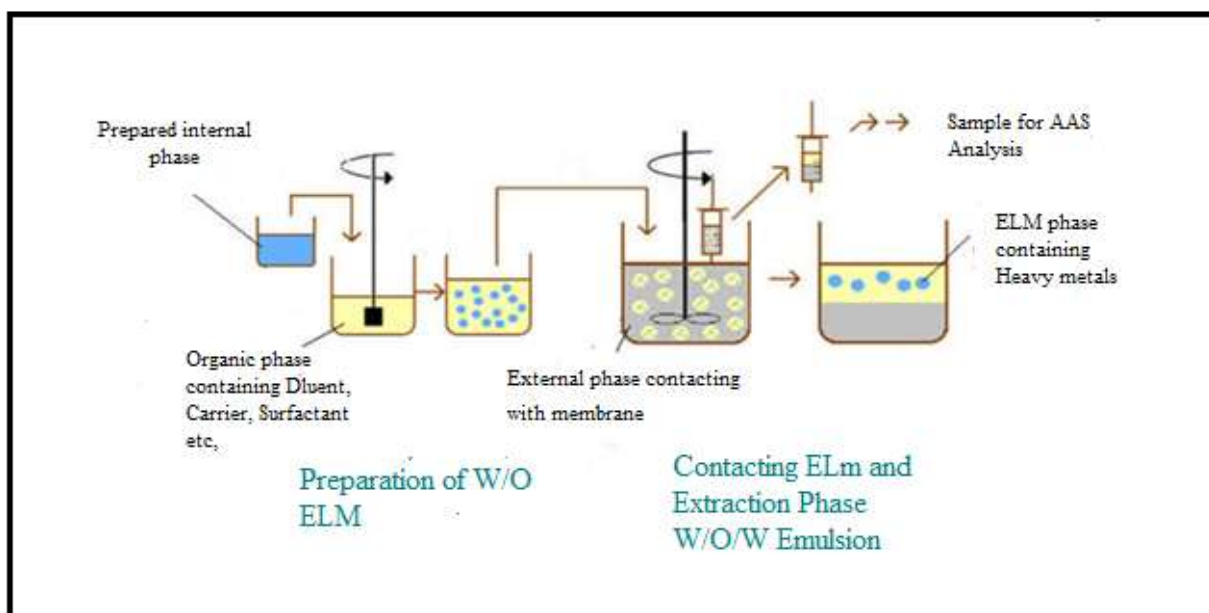 Prepared internal
phase
Sample for AAS
Analysis
ELM phase
containing
Heavy metals
Organic phase
containing Dluent,
Carrier, Surfactant
etc,
External phase contacting
with membrane
Preparation of W/O
ELM
Contacting ELm and
Extraction Phase
W/O/W Emulsion